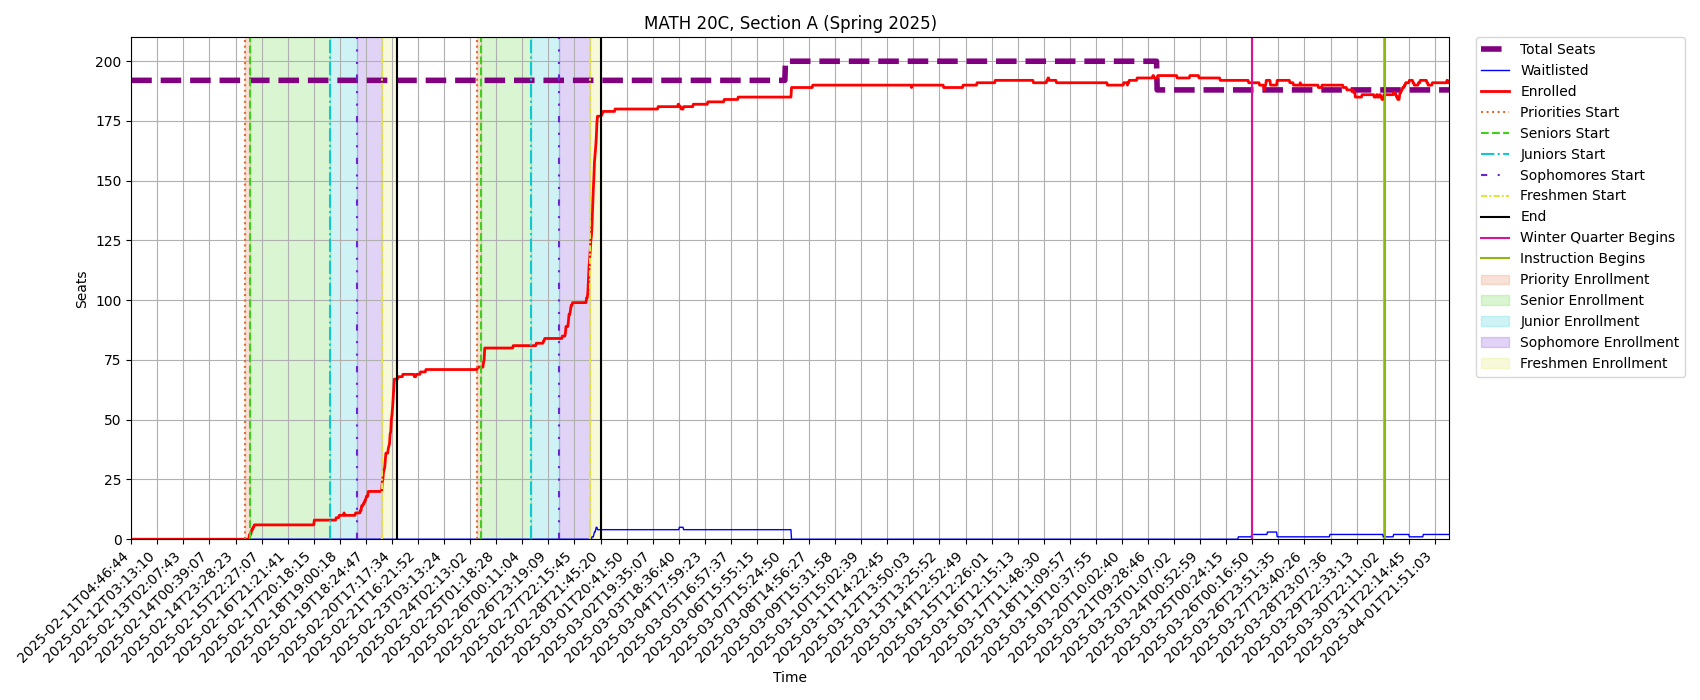 MATH 20C, Section A (Spring 2025)
Seats
200
175
150
125
100
75
50
25
0
2025-02-11T04:46:44
2025-02-12T03:13:10
2025-02-13T02:07:43
2025-02-14T00:39:07
2025-02-14T23:28:23
2025-02-15T22:27:07
2025-02-16T21:21:41
2025-02-17T20:18:15
2025-02-18T19:00:18
2025-02-19T18:24:47
2025-02-20T17:17:34
2025-02-21T16:21:52
2025-02-23T03:13:24
2025-02-24T02:13:02
2025-02-25T01:18:28
2025-02-26T00:11:04
2025-02-26T23:19:09
2025-02-27T22:15:45
2025-02-28T21:45:20
2025-03-01T20:41:50
2025-03-02T19:35:07
2025-03-03T18:36:40
2025-03-04T17:59:23
2025-03-05T16:57:37
2025-03-06T15:55:15
2025-03-07T15:24:50
2025-03-08T14:56:27
2025-03-09T15:31:58
2025-03-10T15:02:39
2025-03-11T14:22:45
2025-03-12T13:50:03
2025-03-13T13:25:52
2025-03-14T12:52:49
2025-03-15T12:26:01
2025-03-16T12:15:13
2025-03-17T11:48:30
2025-03-18T11:09:57
2025-03-19T10:37:55
2025-03-20T10:02:40
2025-03-21T09:28:46
2025-03-23T01:07:02
2025-03-24T00:52:59
2025-03-25T00:24:15
2025-03-26T00:16:50
2025-03-26T23:51:35
2025-03-27T23:40:26
2025-03-28T23:07:36
2025-03-29T22:33:13
2025-03-30T22:11:02
2025-03-31T22:14:45
2025-04-01T21:51:03
Time
Total Seats
Waitlisted
Enrolled
Priorities Start
Seniors Start
Juniors Start
Sophomores Start
Freshmen Start
End
Winter Quarter Begins
Instruction Begins
Priority Enrollment
Senior Enrollment
Junior Enrollment
Sophomore Enrollment
Freshmen Enrollment